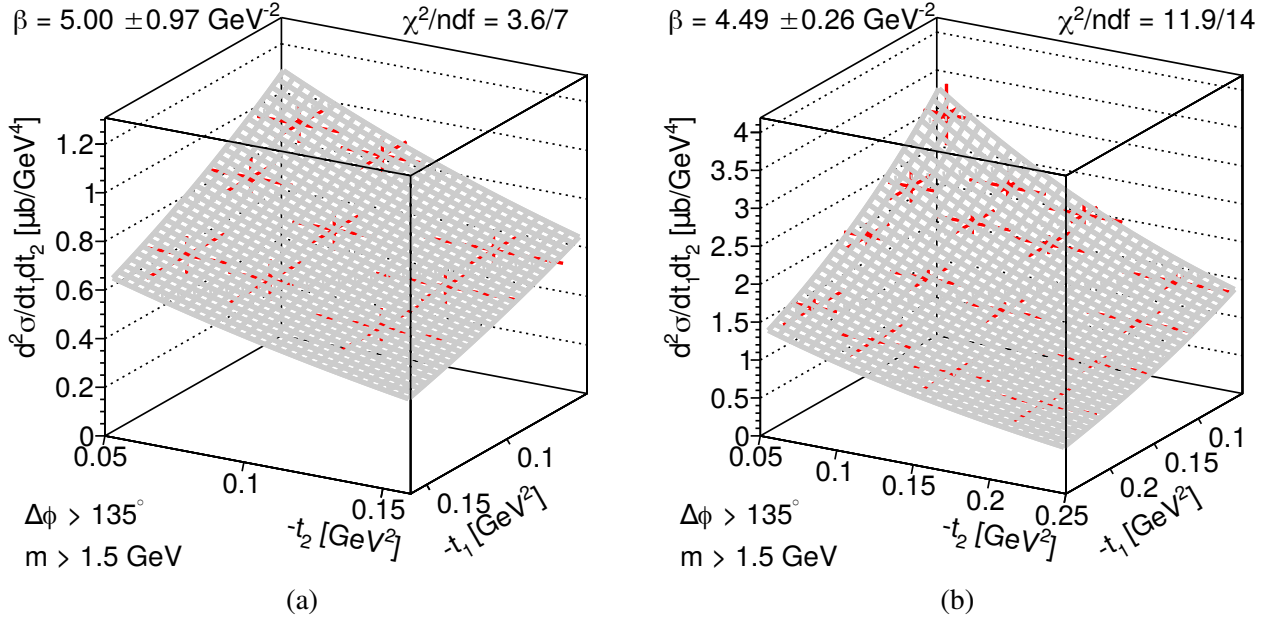 β = 5.00 ±0.97 GeV⁻²
χ²/ndf = 3.6/7
d²σ/dt₁dt₂ [μb/GeV⁴]
1.2
1
0.8
0.6
0.4
0.2
0
0.05
0.1
0.15
-t₂ [GeV²]
0.1
0.15
-t₁ [GeV²]
Δϕ > 135°
m > 1.5 GeV
(a)
β = 4.49 ±0.26 GeV⁻²
χ²/ndf = 11.9/14
d²σ/dt₁dt₂ [μb/GeV⁴]
4
3.5
3
2.5
2
1.5
1
0.5
0
0.05
0.1
0.15
0.2
0.25
-t₂ [GeV²]
0.1
0.15
0.2
-t₁ [GeV²]
Δϕ > 135°
m > 1.5 GeV
(b)